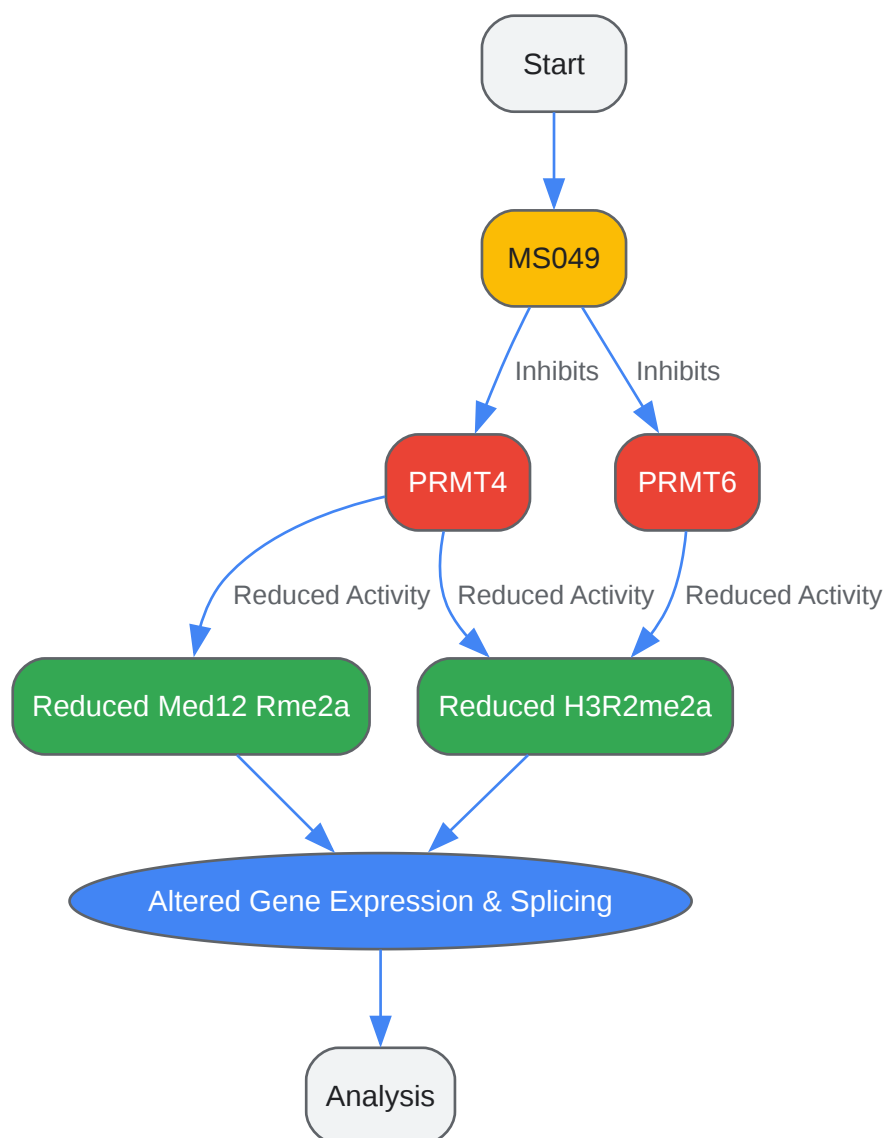 Start
MS049
Inhibits
Inhibits
PRMT4
PRMT6
Reduced Activity
Reduced Activity
Reduced Activity
Reduced Med12 Rme2a
Reduced H3R2me2a
Altered Gene Expression & Splicing
Analysis